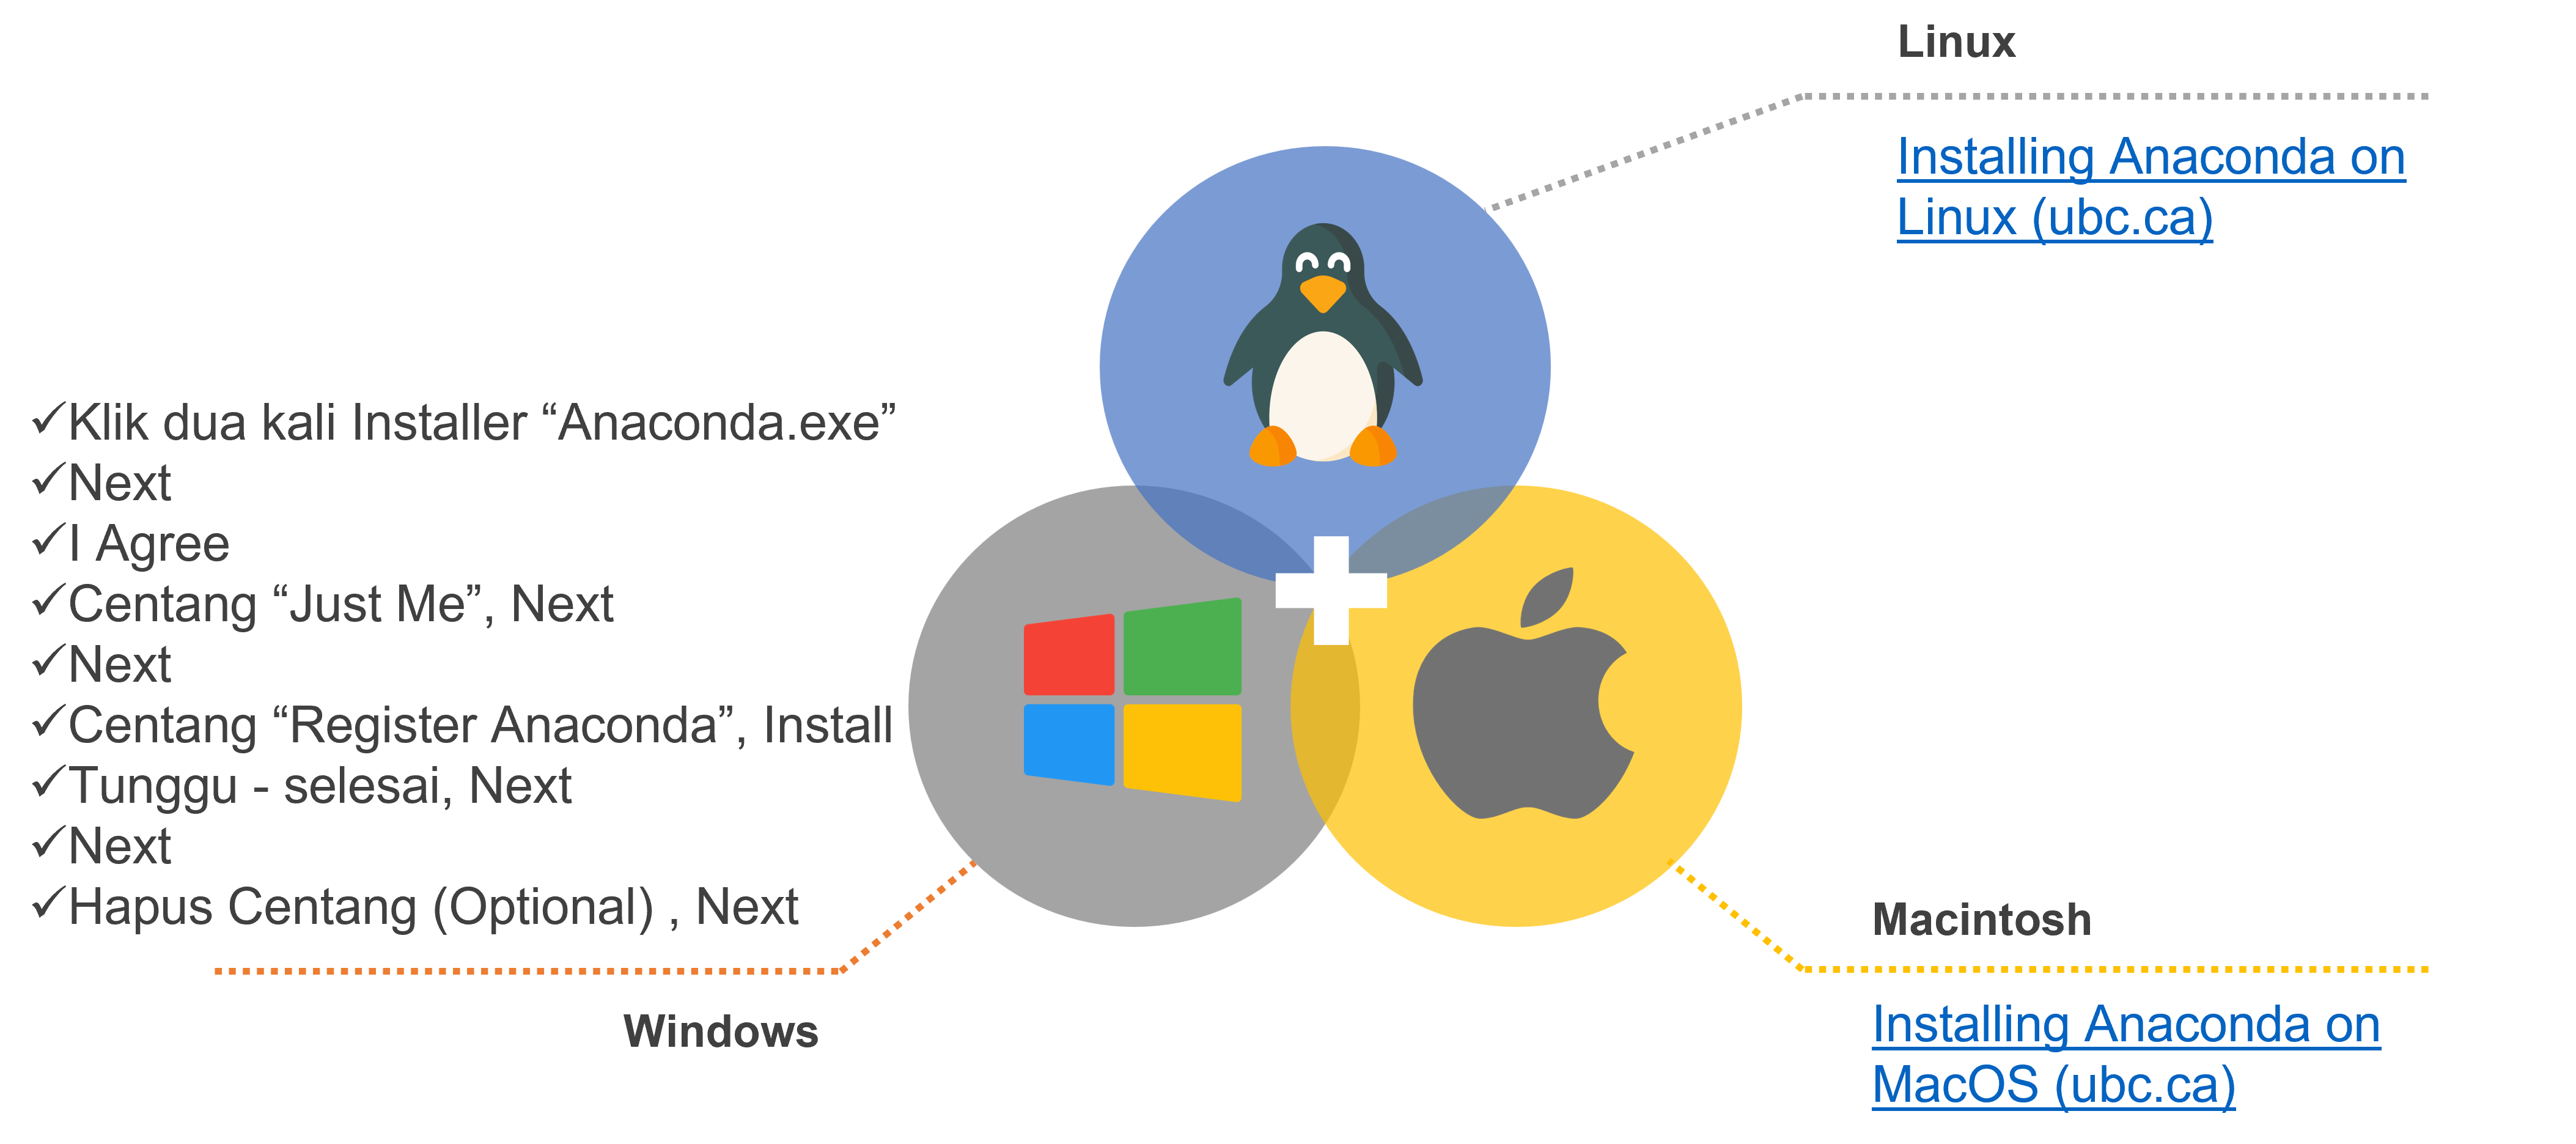 Linux
Installing Anaconda on
Linux (ubc.ca)
✓Klik dua kali Installer “Anaconda.exe”
✓Next
✓I Agree
✓Centang “Just Me”, Next
✓Next
✓Centang “Register Anaconda”, Install
✓Tunggu - selesai, Next
✓Next
✓Hapus Centang (Optional) , Next
Windows
Macintosh
Installing Anaconda on
MacOS (ubc.ca)